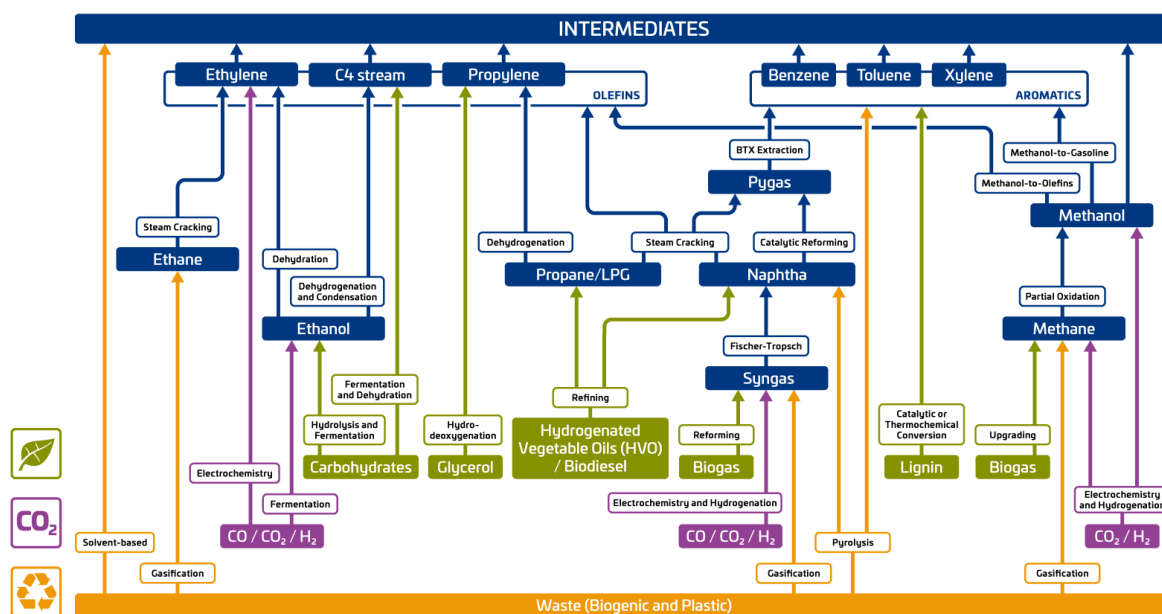 INTERMEDIATES
Ethylene
C4 stream
Propylene
OLEFINS
Benzene
Toluene
Xylene
AROMATICS
BTX Extraction
Methanol-to-Gasoline
Pygas
Methanol-to-Olefins
Methanol
Steam Cracking
Dehydrogenation
Steam Cracking
Catalytic Reforming
Ethane
Dehydration
Propane/LPG
Naphtha
Dehydrogenation
and Condensation
Partial Oxidation
Ethanol
Methane
Fischer-Tropsch
Syngas
Fermentation
and Dehydration
Refining
Hydrolysis and
Fermentation
Hydro-
deoxygenation
Hydrogenated
Vegetable Oils (HVO)
/ Biodiesel
Reforming
Catalytic or
Thermochemical
Conversion
Upgrading
Carbohydrates
Glycerol
Biogas
Lignin
Biogas
Electrochemistry
Fermentation
Electrochemistry and Hydrogenation
Electrochemistry
and Hydrogenation
CO₂
CO / CO₂ / H₂
CO / CO₂ / H₂
CO₂ / H₂
Solvent-based
Pyrolysis
Gasification
Gasification
Gasification
Waste (Biogenic and Plastic)